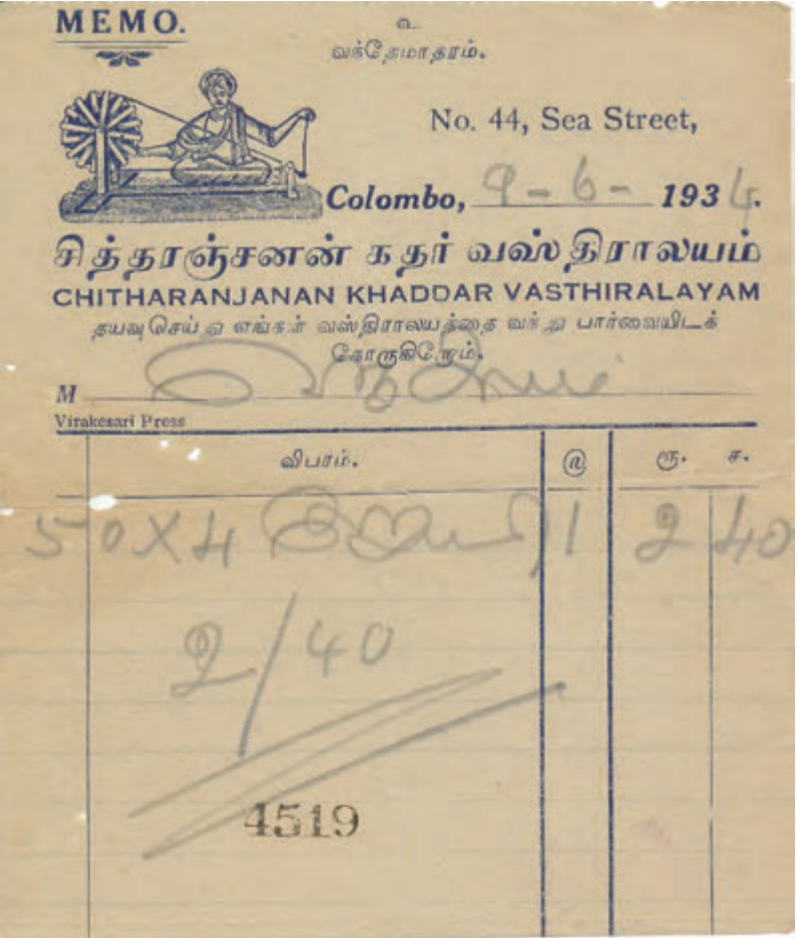 MEMO.
உ
வந்தேமாதரம்.
No. 44, Sea Street,
Colombo, 9-6- 1934.
சித்தரஞ்சனன் கதர் வஸ்திராலயம்
CHITHARANJANAN KHADDAR VASTHIRALAYAM
தயவுசெய்து எங்கள் வஸ்திராலயத்தை வந்து பார்வையிடக்
கோருகிறோம்.
M
Virakesari Press
விபரம். @ ரூ. ச.
50X4 1 2 40
2/40
4519